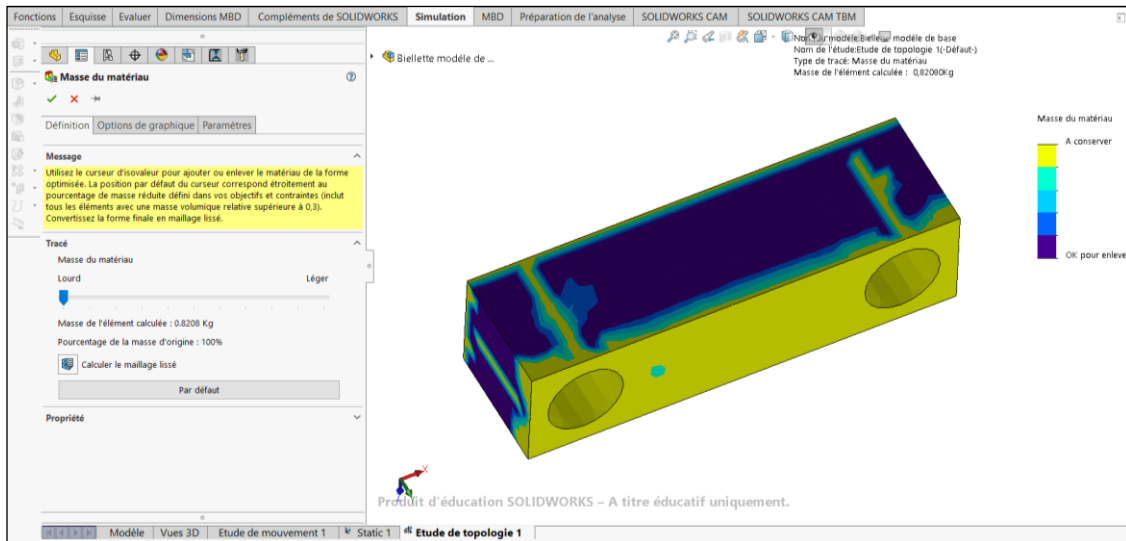 Fonctions Esquisse Evaluer Dimensions MBD Compléments de SOLIDWORKS Simulation MBD Préparation de l'analyse SOLIDWORKS CAM SOLIDWORKS CAM TBM
Masse du matériau
Définition Options de graphique Paramètres
Message
Utilisez le curseur d'isovaleur pour ajouter ou enlever le matériau de la forme
optimisée. La position par défaut du curseur correspond étroitement au
pourcentage de masse réduite défini dans vos objectifs et contraintes (inclut
tous les éléments avec une masse volumique relative supérieure à 0,3).
Convertissez la forme finale en maillage lissé.
Tracé
Masse du matériau
Lourd Léger
Masse de l'élément calculée : 0.8208 Kg
Pourcentage de la masse d'origine : 100%
Calculer le maillage lissé
Par défaut
Propriété
Biellette modèle de ...
modèle de base
Nom de l'étude:Etude de topologie 1(-Défaut-)
Type de tracé: Masse du matériau
Masse de l'élément calculée : 0,82080Kg
Masse du matériau
A conserver
OK pour enleve
X
Produit d'éducation SOLIDWORKS – A titre éducatif uniquement.
Modèle Vues 3D Etude de mouvement 1 Static 1 Etude de topologie 1